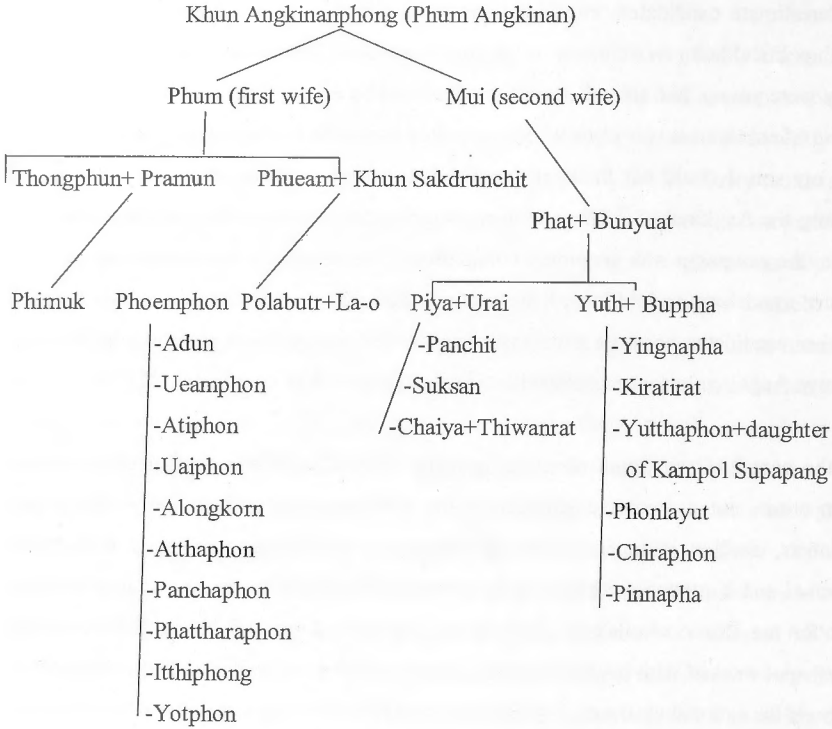 Khun Angkinanphong (Phum Angkinan)
Phum (first wife) Mui (second wife)
Thongphun+ Pramun Phueam+ Khun Sakdrunchit
Phat+ Bunyuat
Phimuk Phoemphon Polabutr+La-o Piya+Urai Yuth+ Buppha
-Adun -Panchit -Yingnapha
-Ueamphon -Suksan -Kiratirat
-Atiphon -Chaiya+Thiwanrat -Yutthaphon+daughter
-Uaiphon of Kampol Supapang
-Alongkorn -Phonlayut
-Atthaphon -Chiraphon
-Panchaphon -Pinnapha
-Phattharaphon
-Itthiphong
-Yotphon